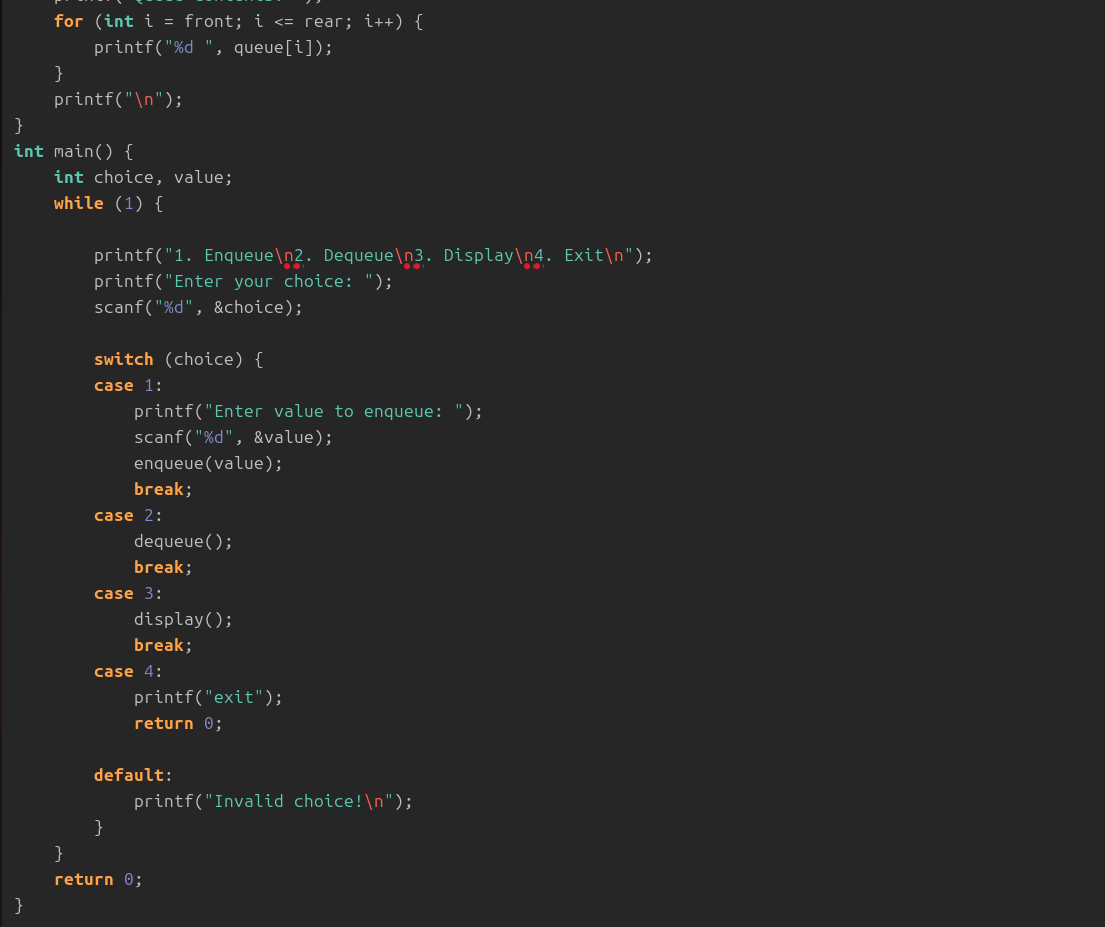 for (int i = front; i <= rear; i++) {
printf("%d ", queue[i]);
}
printf("\n");
}
int main() {
int choice, value;
while (1) {
printf("1. Enqueue\n2. Dequeue\n3. Display\n4. Exit\n");
printf("Enter your choice: ");
scanf("%d", &choice);
switch (choice) {
case 1:
printf("Enter value to enqueue: ");
scanf("%d", &value);
enqueue(value);
break;
case 2:
dequeue();
break;
case 3:
display();
break;
case 4:
printf("exit");
return 0;
default:
printf("Invalid choice!\n");
}
}
return 0;
}